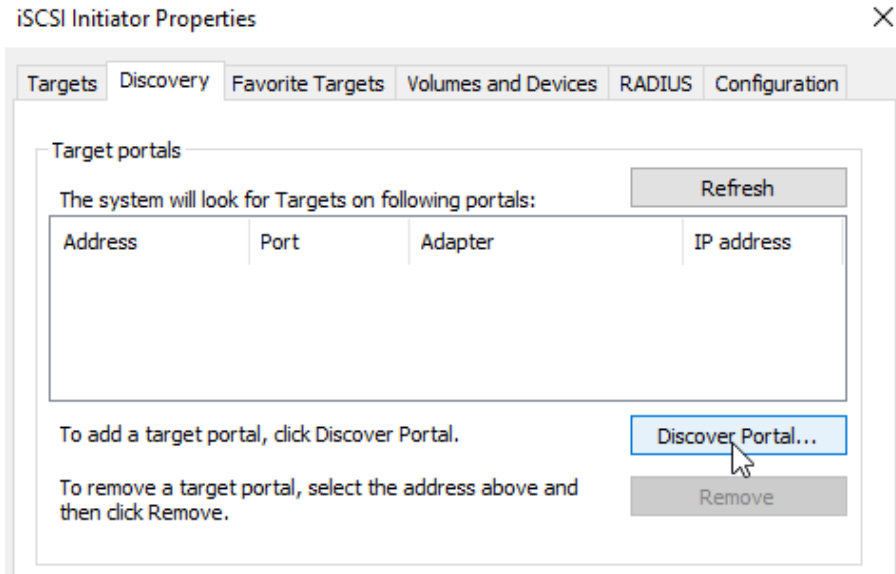 iSCSI Initiator Properties
Targets Discovery Favorite Targets Volumes and Devices RADIUS Configuration
Target portals
The system will look for Targets on following portals:
Refresh
Address Port Adapter IP address
To add a target portal, click Discover Portal.
Discover Portal...
To remove a target portal, select the address above and
then click Remove.
Remove